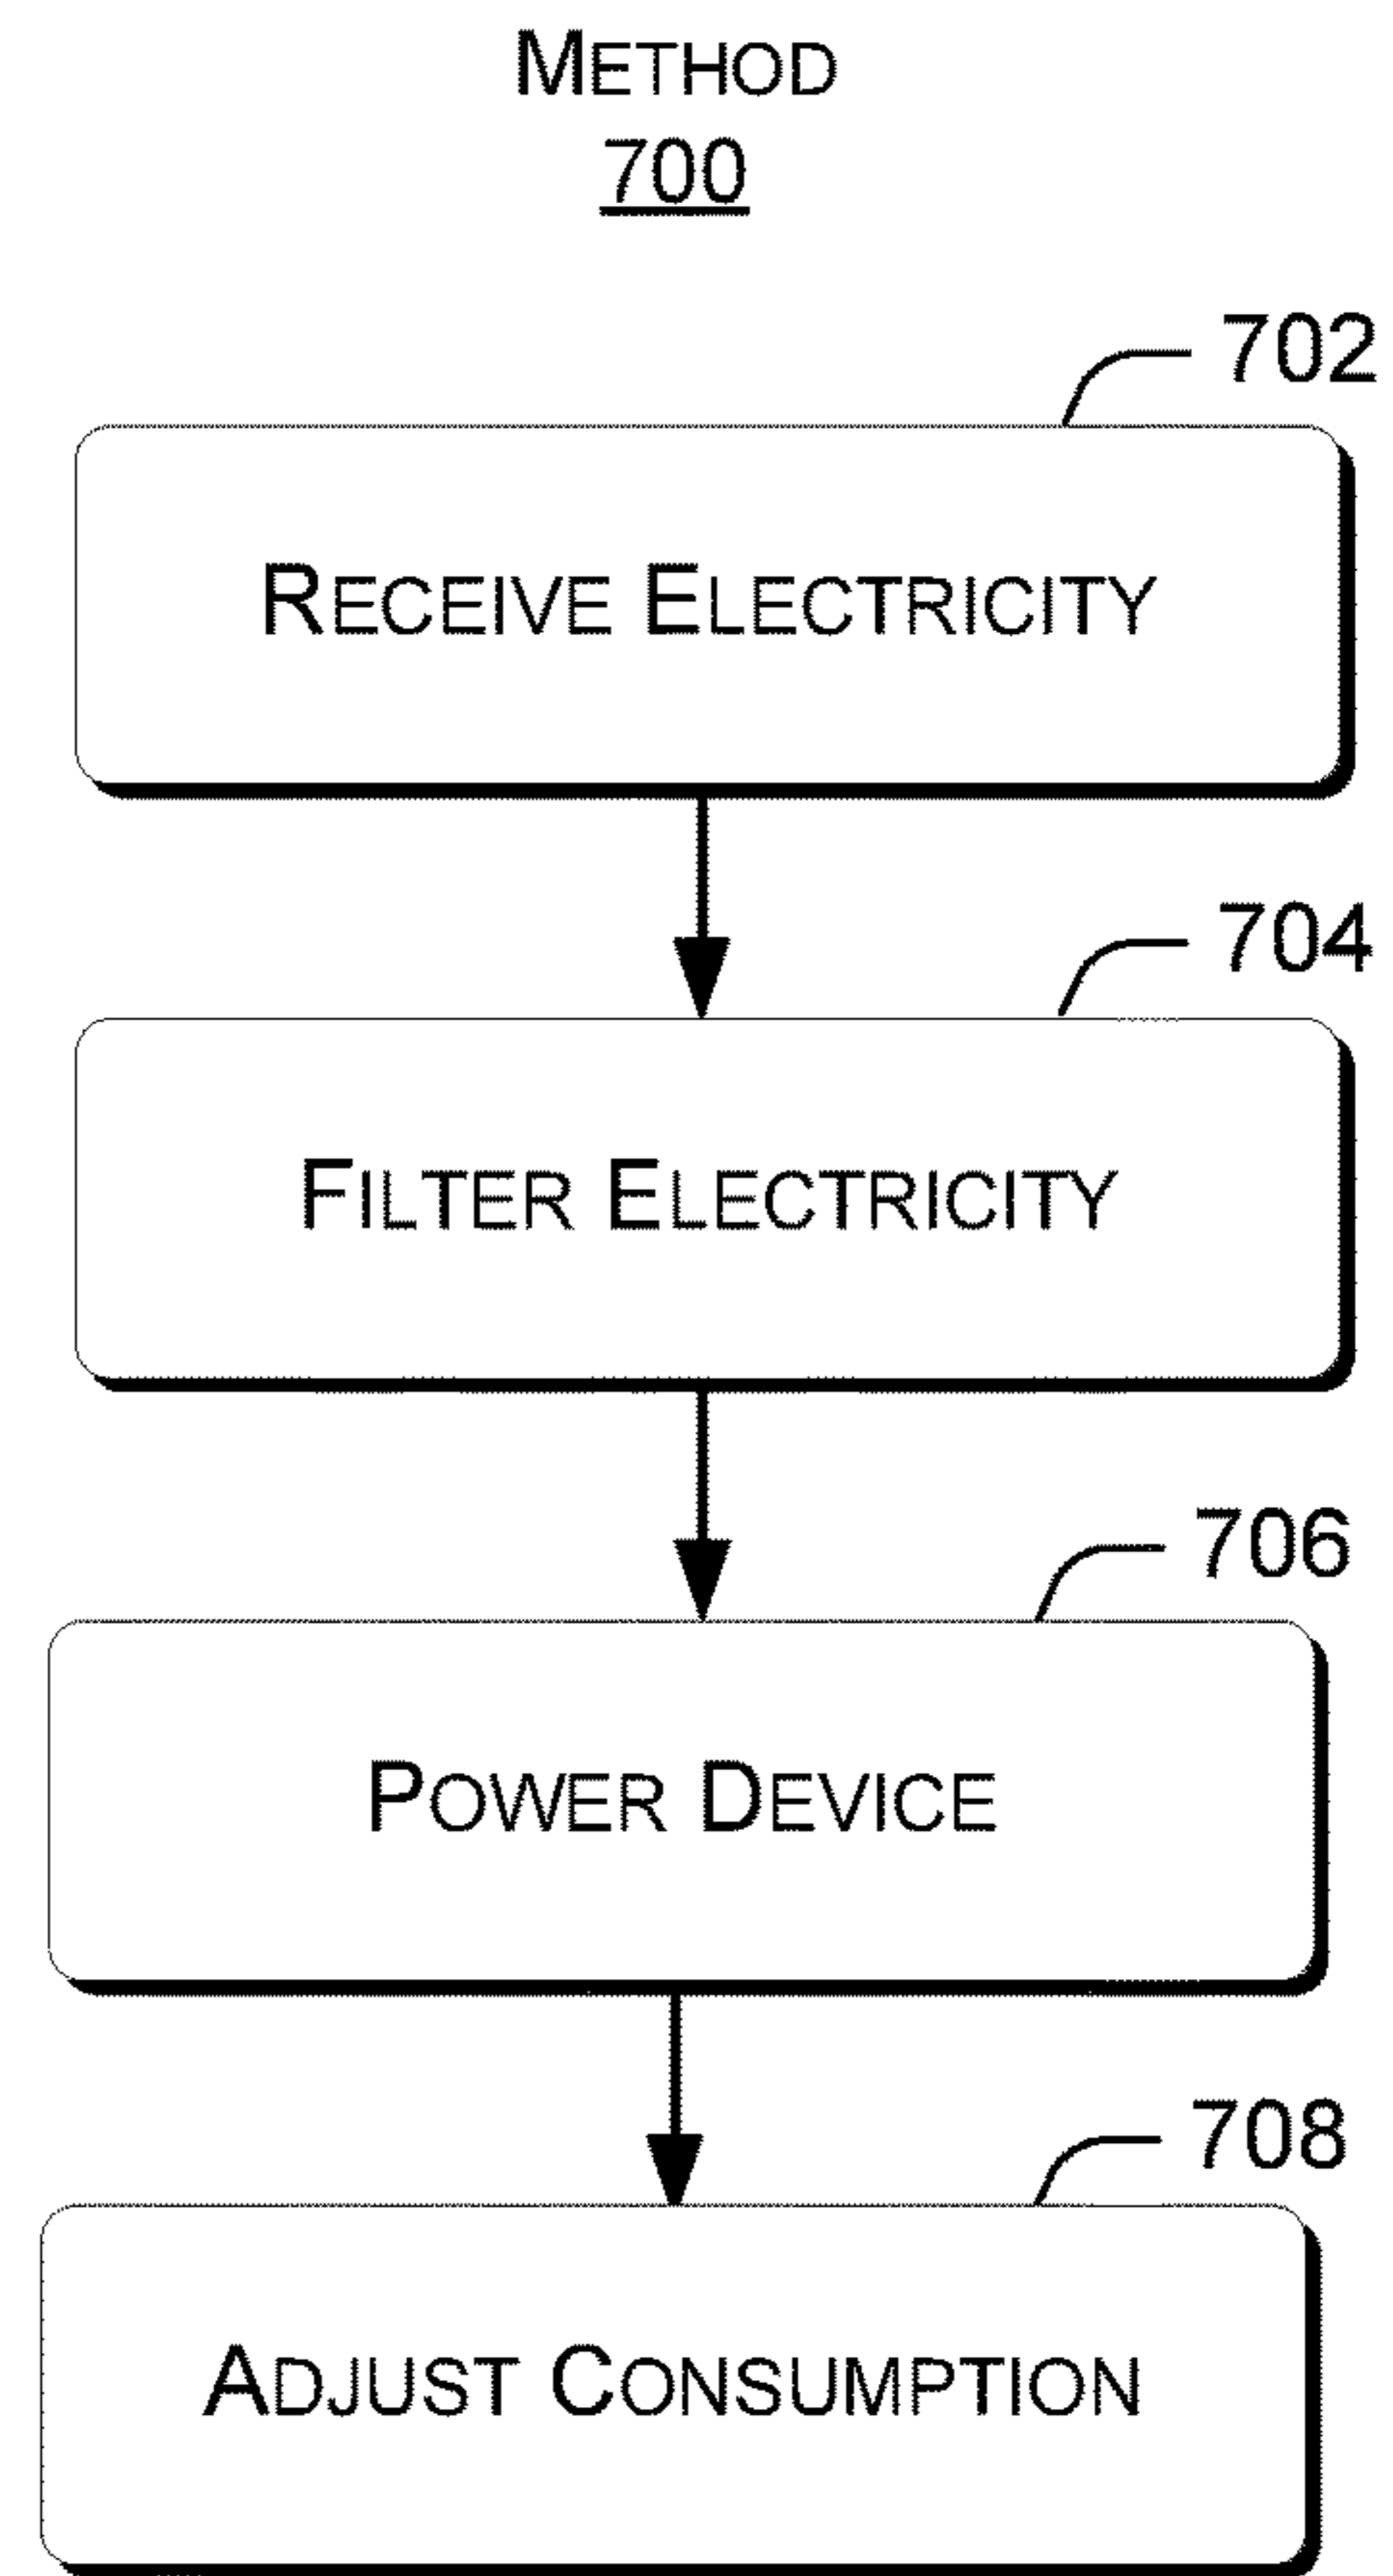 METHOD
700
702
RECEIVE ELECTRICITY
704
FILTER ELECTRICITY
706
POWER DEVICE
708
ADJUST CONSUMPTION